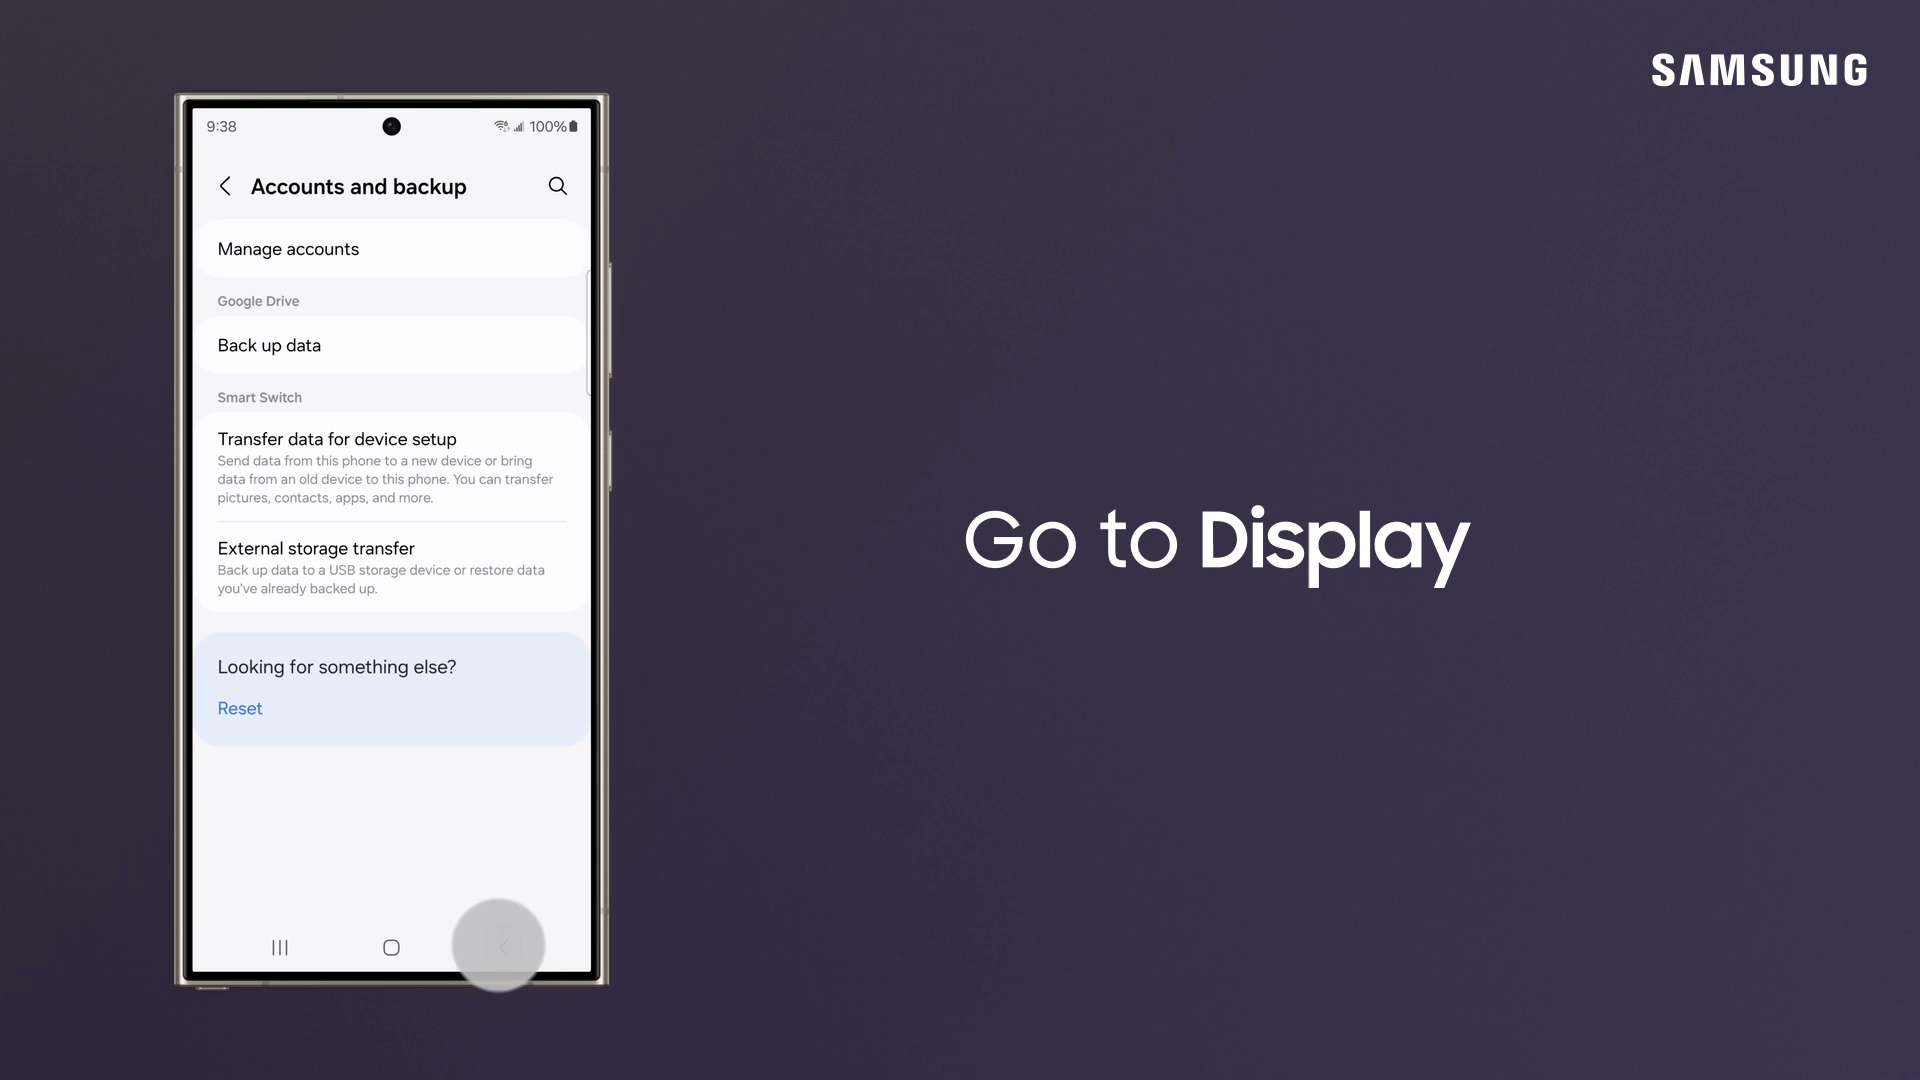 SAMSUNG
9:38
100%
Accounts and backup
Manage accounts
Google Drive
Back up data
Smart Switch
Transfer data for device setup
Send data from this phone to a new device or bring
data from an old device to this phone. You can transfer
pictures, contacts, apps, and more.
External storage transfer
Back up data to a USB storage device or restore data
you've already backed up.
Looking for something else?
Reset
Go to Display